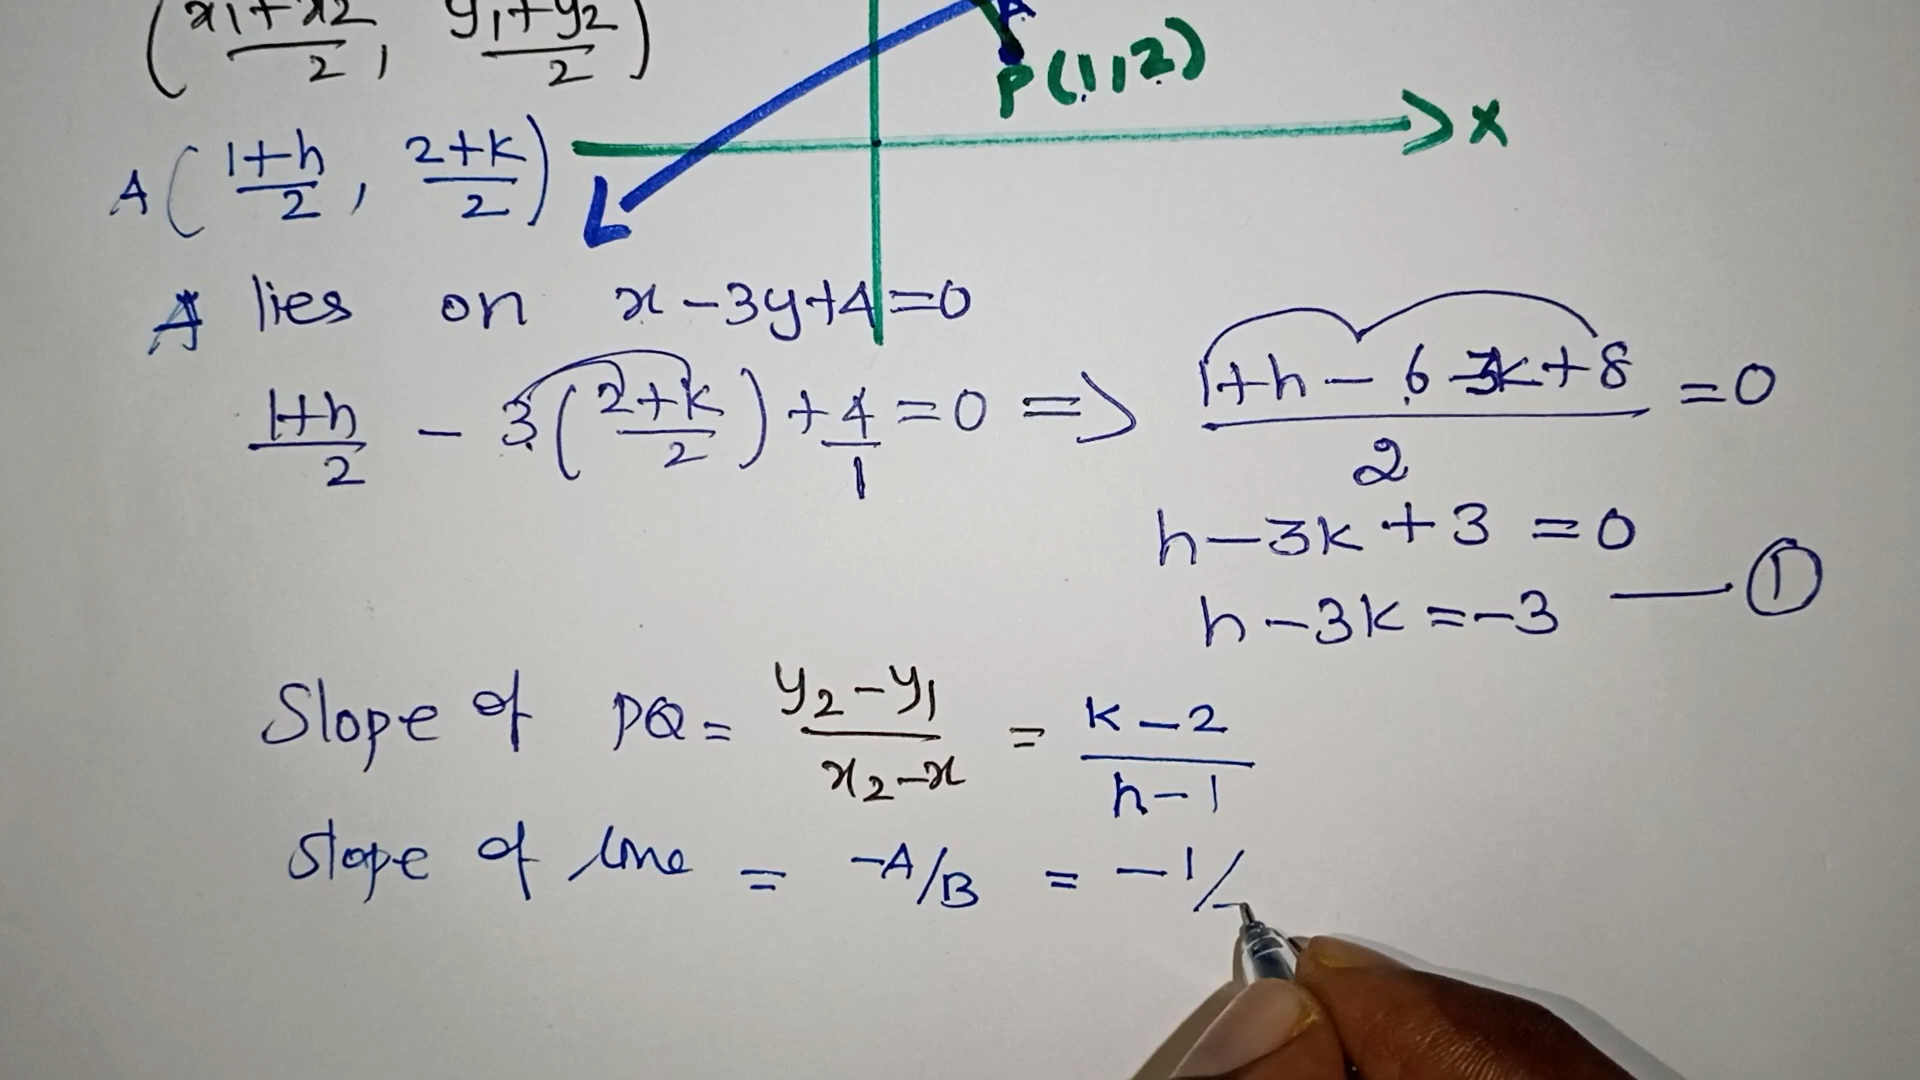 (x1+x2/2, y1+y2/2)
A
P(1,2)
X
A(1+h/2, 2+k/2)
L
A lies on x-3y+4=0
1+h/2 - 3(2+k/2) + 4/1 = 0 => 1+h-6-3k+8/2 = 0
h-3k+3=0
h-3k=-3 — ①
Slope of PQ = y2-y1/x2-x = k-2/h-1
Slope of line = -A/B = -1/-